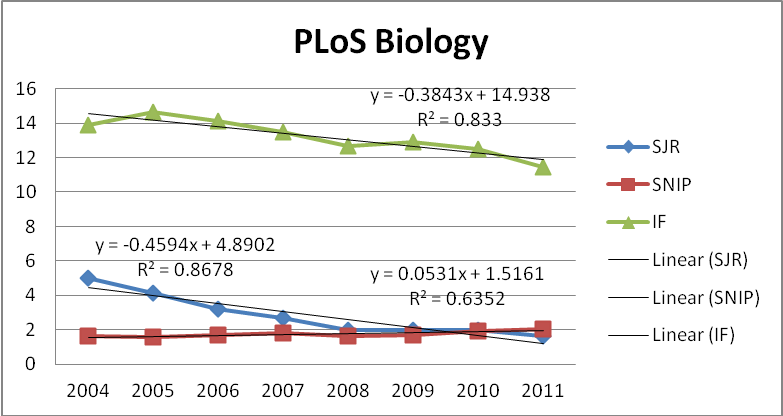 PLoS Biology
16
14
12
10
8
6
4
2
0
y = -0.3843x + 14.938
R² = 0.833
y = -0.4594x + 4.8902
R² = 0.8678
y = 0.0531x + 1.5161
R² = 0.6352
2004 2005 2006 2007 2008 2009 2010 2011
SJR
SNIP
IF
Linear (SJR)
Linear (SNIP)
Linear (IF)